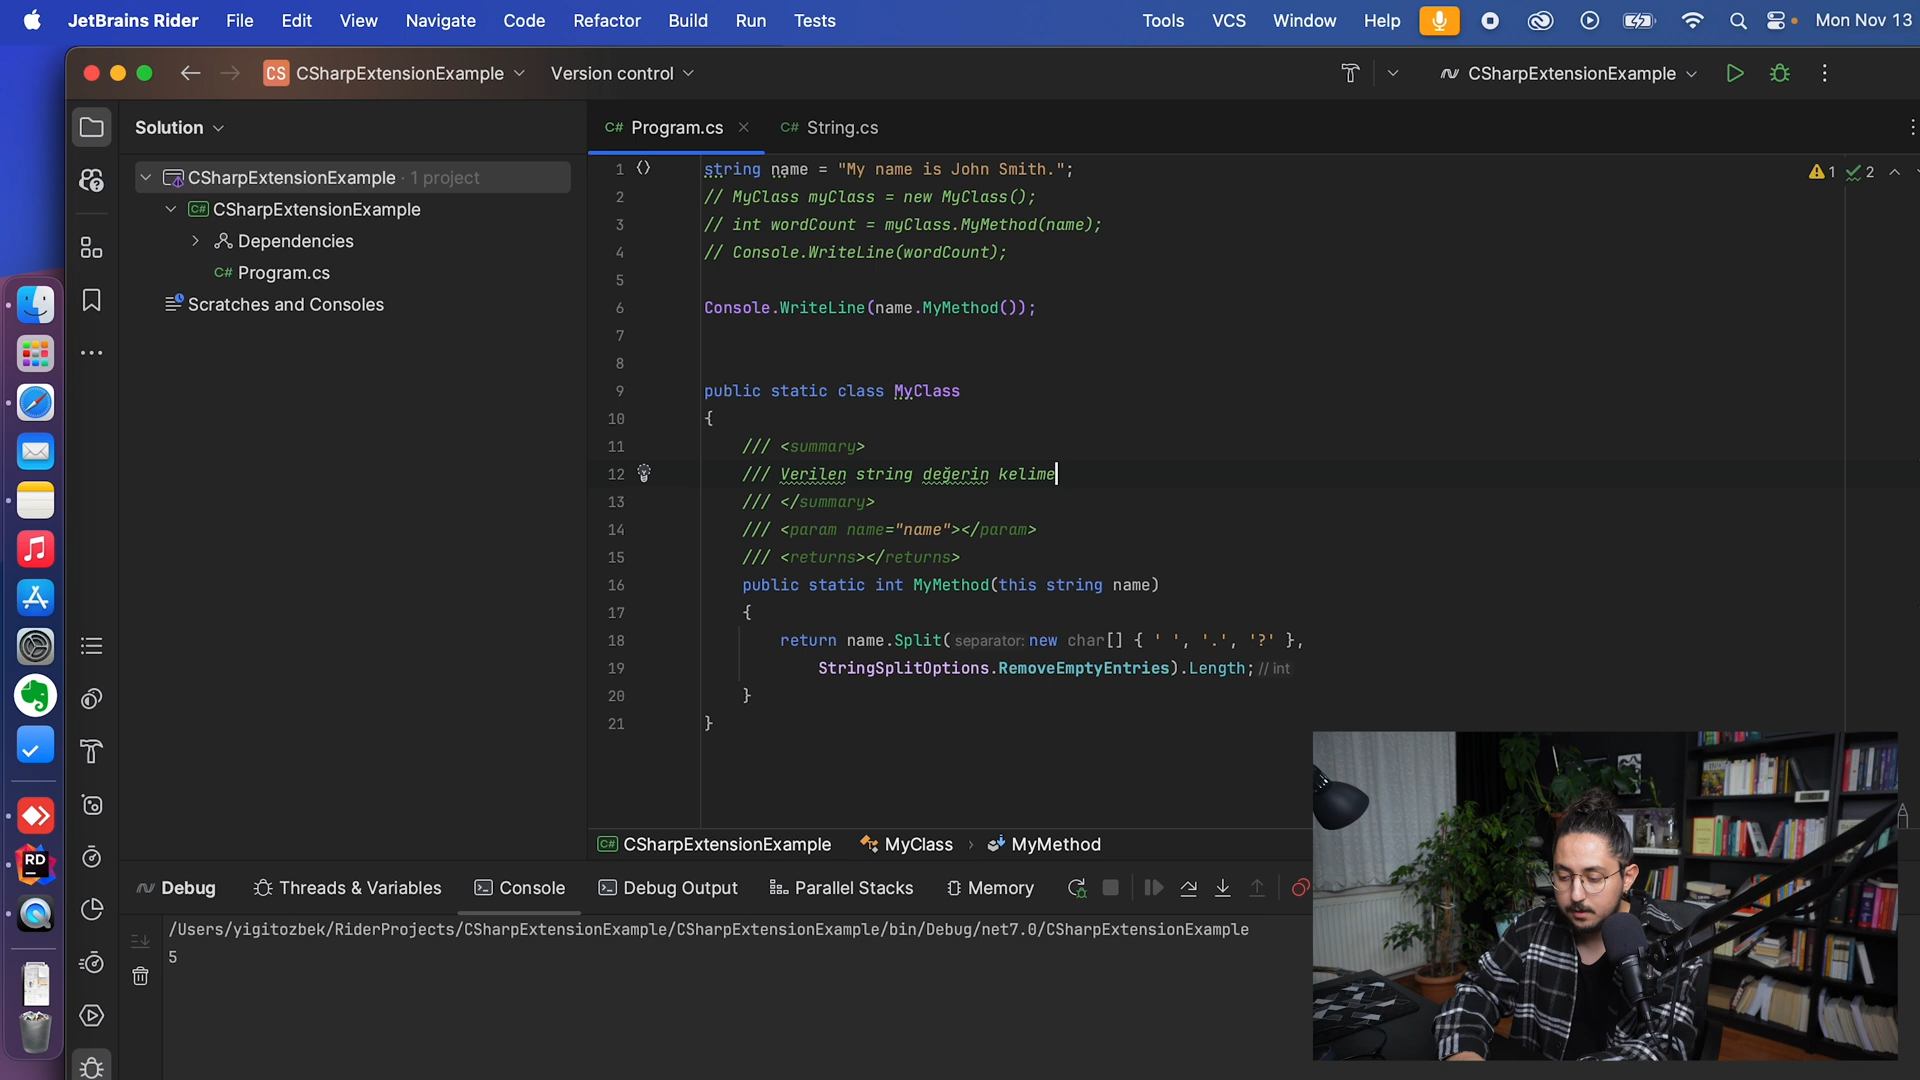 JetBrains Rider File Edit View Navigate Code Refactor Build Run Tests Tools VCS Window Help Mon Nov 13
CS CSharpExtensionExample Version control CSharpExtensionExample
Solution
C# Program.cs C# String.cs
CSharpExtensionExample · 1 project
C# CSharpExtensionExample
Dependencies
C# Program.cs
Scratches and Consoles
1 string name = "My name is John Smith.";
1 2
2 // MyClass myClass = new MyClass();
3 // int wordCount = myClass.MyMethod(name);
4 // Console.WriteLine(wordCount);
5
6 Console.WriteLine(name.MyMethod());
7
8
9 public static class MyClass
10 {
11 /// <summary>
12 /// Verilen string değerin kelime
13 /// </summary>
14 /// <param name="name"></param>
15 /// <returns></returns>
16 public static int MyMethod(this string name)
17 {
18 return name.Split( separator: new char[] { ' ', '.', '?' },
19 StringSplitOptions.RemoveEmptyEntries).Length; // int
20 }
21 }
C# CSharpExtensionExample MyClass › MyMethod
Debug Threads & Variables Console Debug Output Parallel Stacks Memory
/Users/yigitozbek/RiderProjects/CSharpExtensionExample/CSharpExtensionExample/bin/Debug/net7.0/CSharpExtensionExample
5
RD